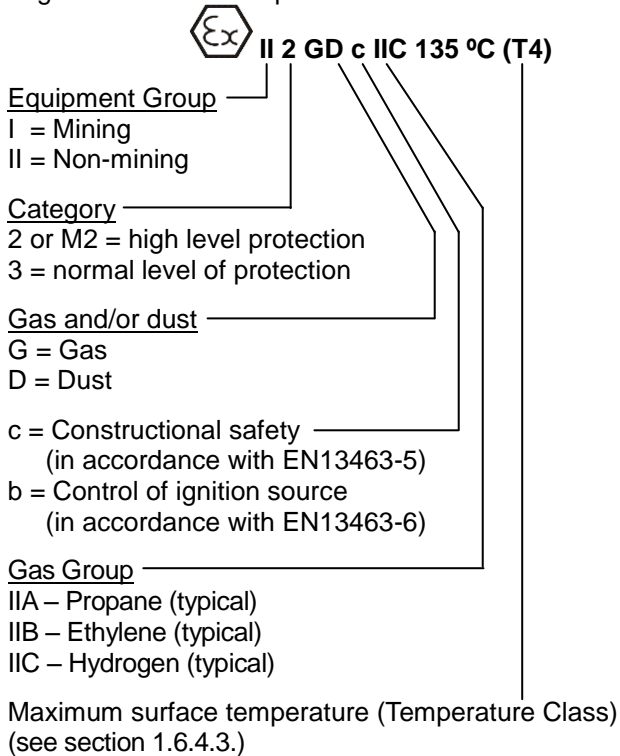 Ex II 2 GD c IIC 135 ºC (T4)
Equipment Group
I = Mining
II = Non-mining
Category
2 or M2 = high level protection
3 = normal level of protection
Gas and/or dust
G = Gas
D = Dust
c = Constructional safety
(in accordance with EN13463-5)
b = Control of ignition source
(in accordance with EN13463-6)
Gas Group
IIA – Propane (typical)
IIB – Ethylene (typical)
IIC – Hydrogen (typical)
Maximum surface temperature (Temperature Class)
(see section 1.6.4.3.)